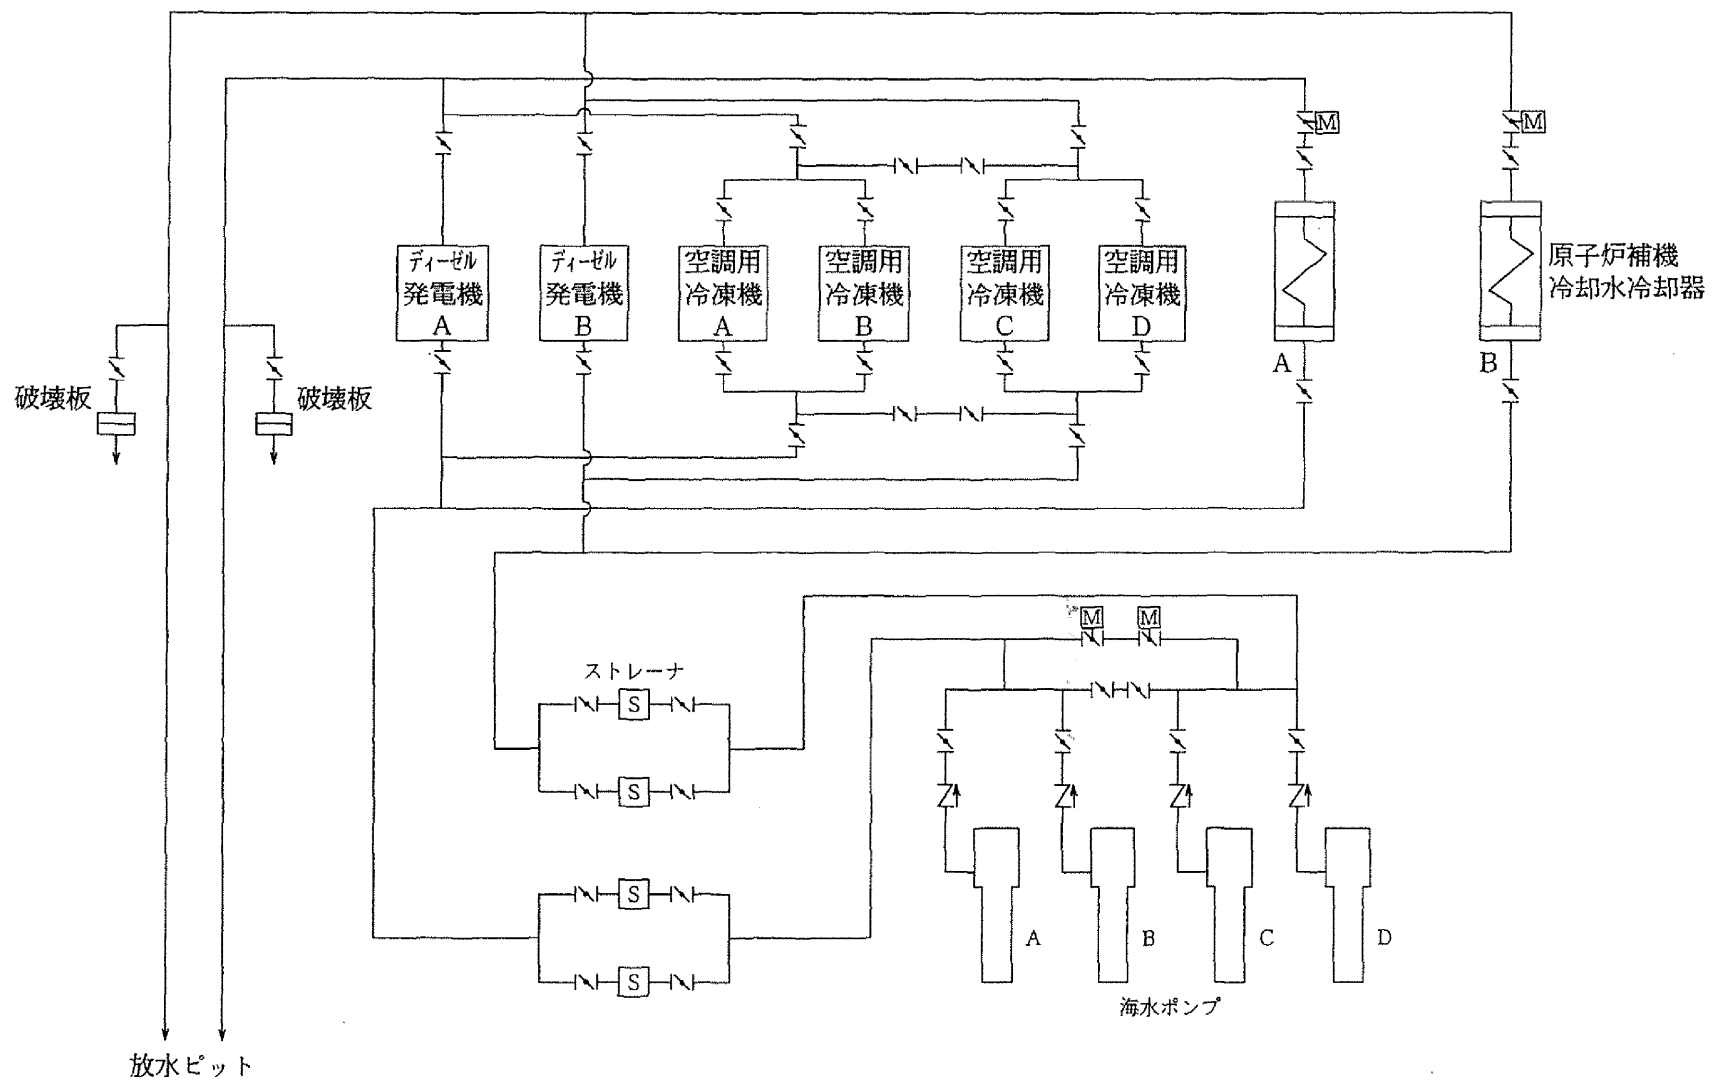 M
M
ディーゼル
発電機
A
ディーゼル
発電機
B
空調用
冷凍機
A
空調用
冷凍機
B
空調用
冷凍機
C
空調用
冷凍機
D
A
B
原子炉補機
冷却水冷却器
破壊板
破壊板
M
M
ストレーナ
S
S
S
S
A
B
C
D
海水ポンプ
放水ピット